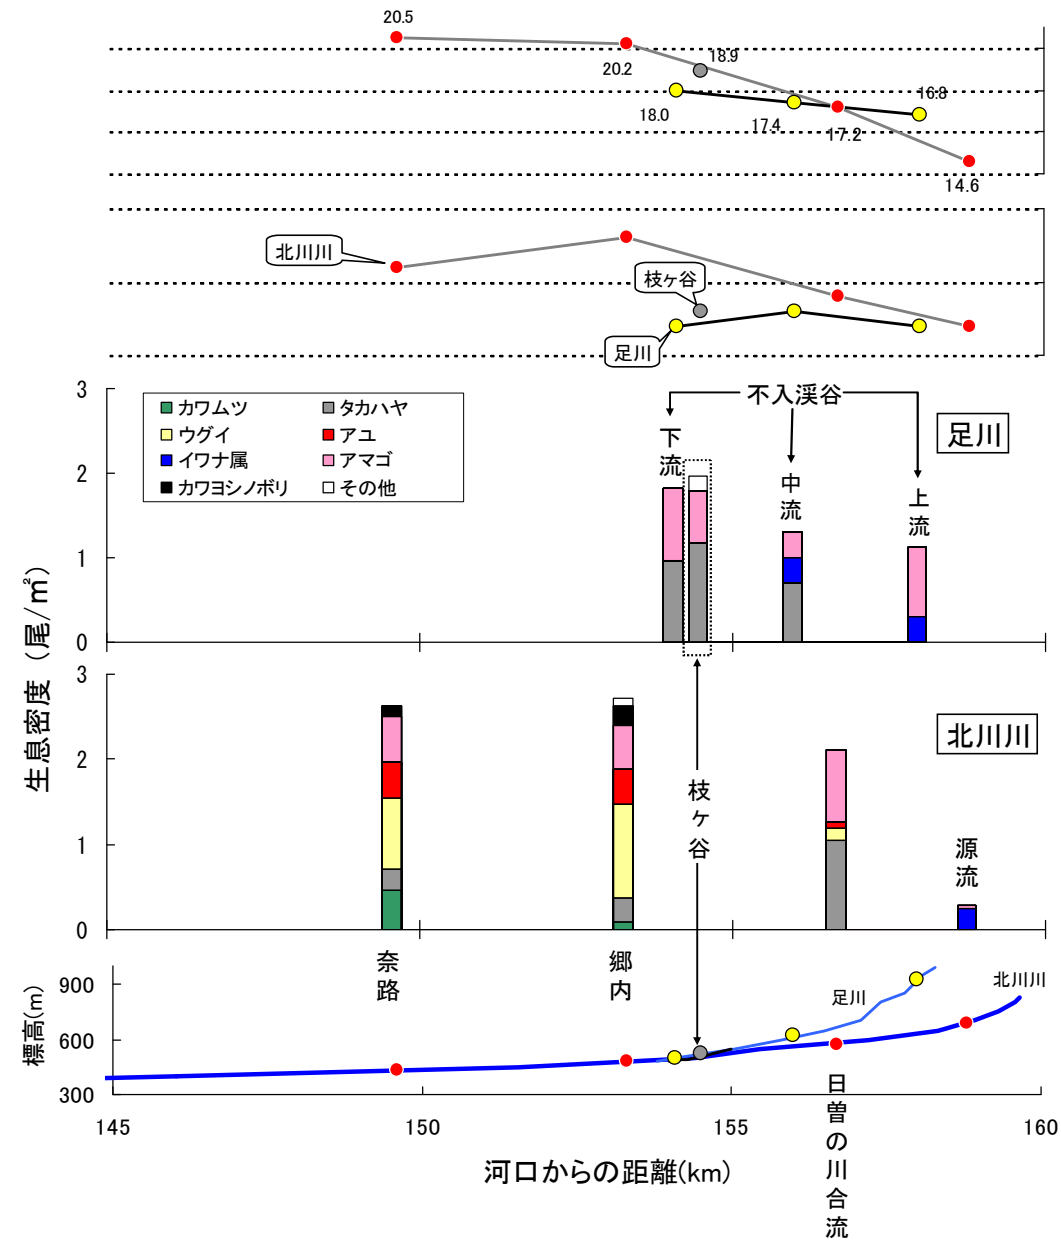 20.5
20.2
18.9
18.0
17.4
17.2
16.8
14.6
北川川
枝ヶ谷
足川
3
2
1
0
カワムツ
タカハヤ
ウグイ
アユ
イワナ属
アマゴ
カワヨシノボリ
その他
不入渓谷
下流
中流
上流
足川
生息密度（尾/㎡）
3
2
1
0
北川川
枝ヶ谷
源流
奈路
郷内
標高(m)
900
600
300
足川
北川川
日曽の川合流
145
150
155
160
河口からの距離(km)